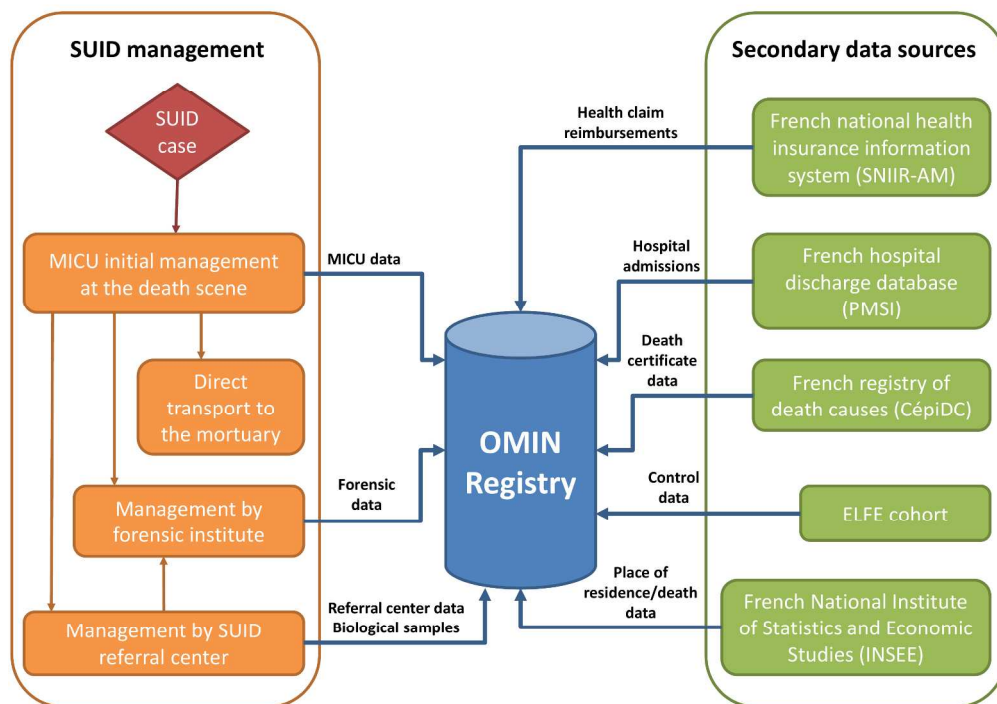 SUID management
SUID
case
MICU initial management
at the death scene
Direct
transport to
the mortuary
Management by
forensic institute
Management by SUID
referral center
MICU data
Forensic
data
Referral center data
Biological samples
OMIN
Registry
Health claim
reimbursements
Hospital
admissions
Death
certificate
data
Control
data
Place of
residence/death
data
Secondary data sources
French national health
insurance information
system (SNIIR-AM)
French hospital
discharge database
(PMSI)
French registry of
death causes (CépiDC)
ELFE cohort
French National Institute
of Statistics and Economic
Studies (INSEE)